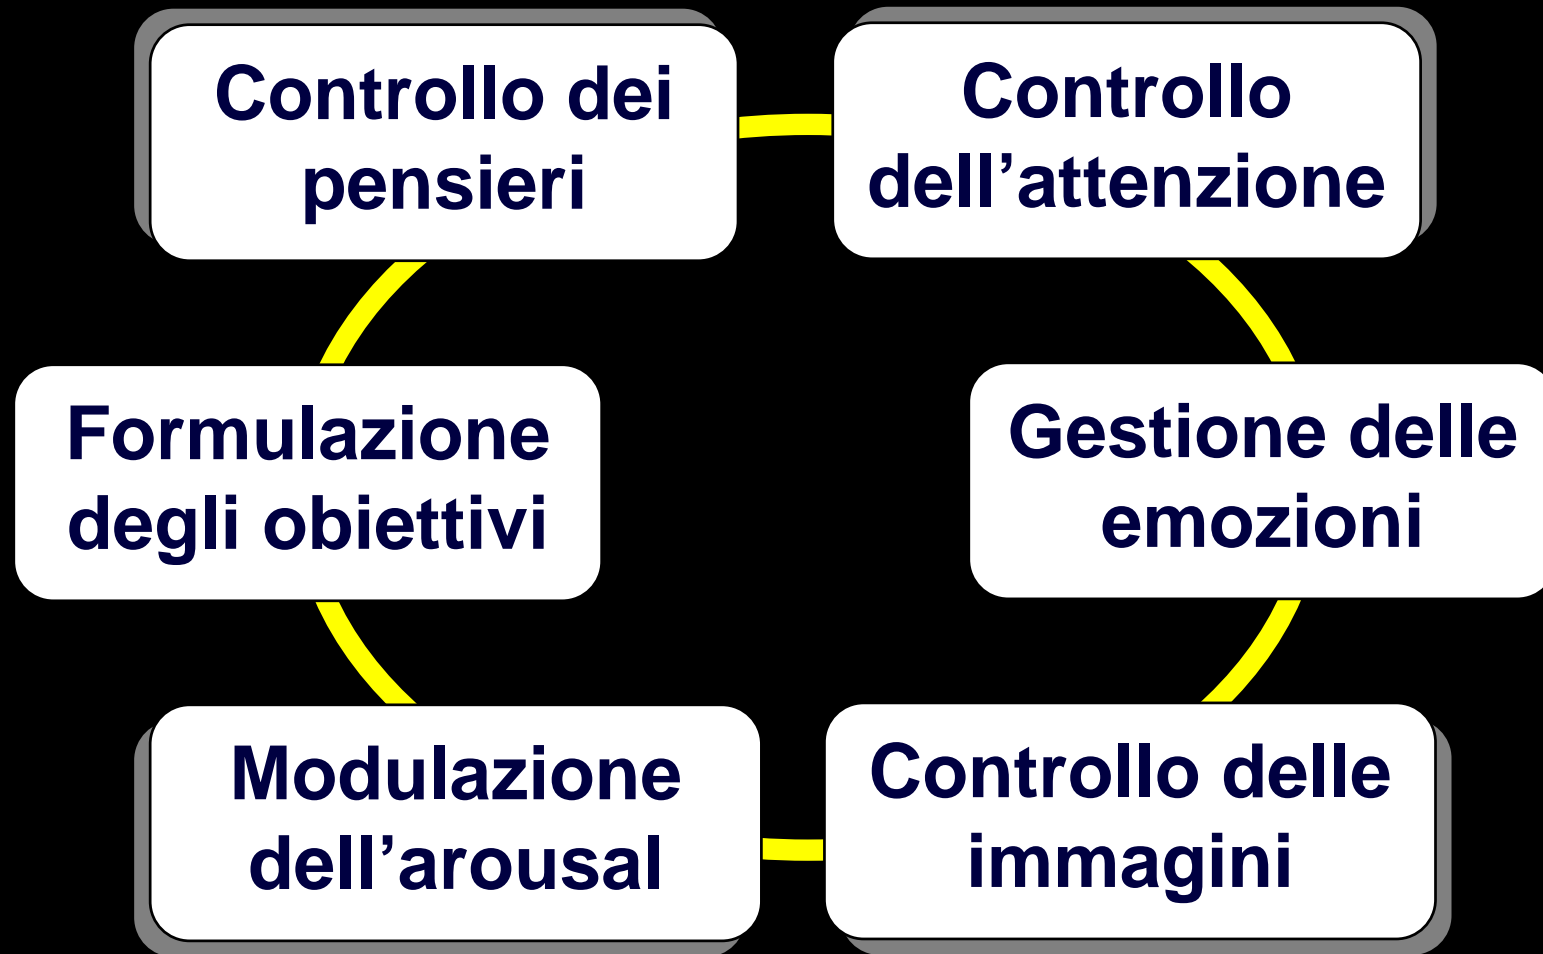 Controllo dei
pensieri
Controllo
dell’attenzione
Formulazione
degli obiettivi
Gestione delle
emozioni
Modulazione
dell’arousal
Controllo delle
immagini